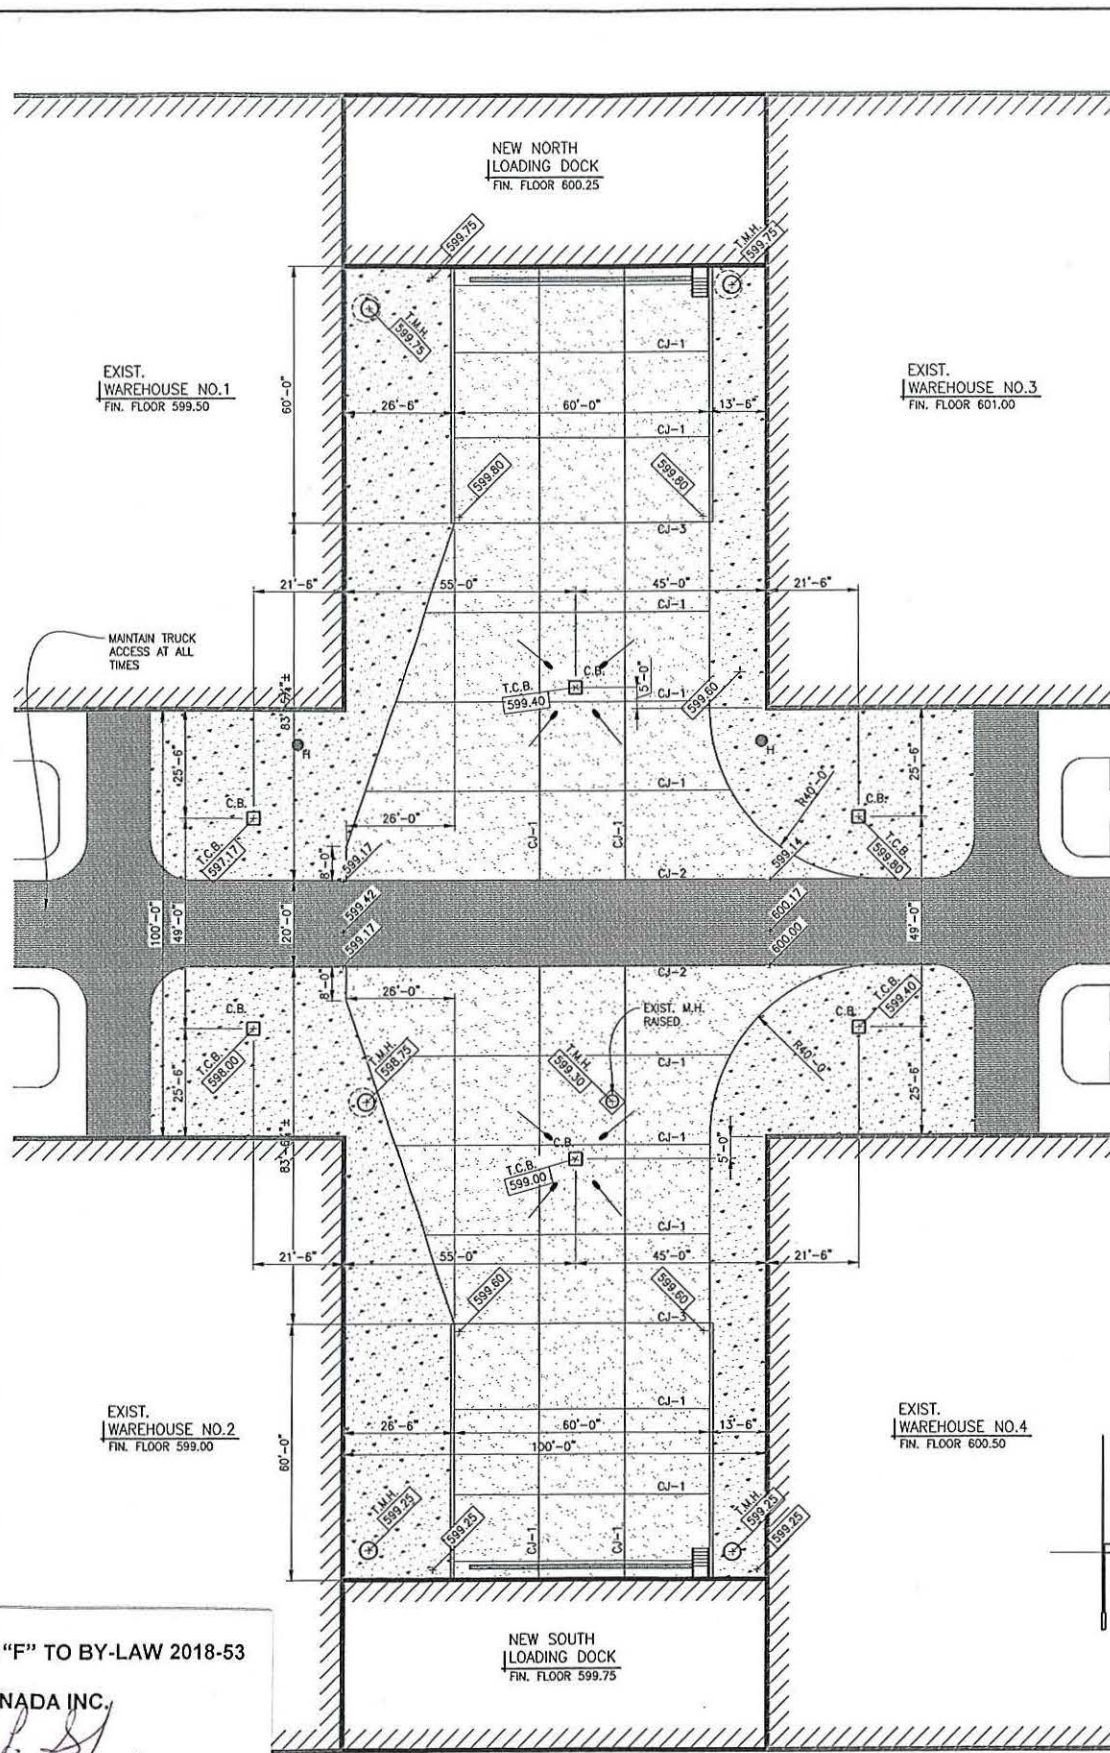 NEW NORTH
LOADING DOCK
FIN. FLOOR 600.25
599.75
T.M.H.
599.75
T.M.H.
599.75
EXIST.
WAREHOUSE NO.1
FIN. FLOOR 599.50
EXIST.
WAREHOUSE NO.3
FIN. FLOOR 601.00
60'-0"
CJ-1
26'-6"
60'-0"
13'-6"
CJ-1
599.80
599.80
CJ-3
21'-6"
55'-0"
45'-0"
21'-6"
CJ-1
MAINTAIN TRUCK
ACCESS AT ALL
TIMES
C.B.
T.C.B.
599.40
5'-0"
CJ-1
599.60
H
H
25'-6"
25'-6"
CJ-1
R40'-0"
C.B.
C.B.
26'-0"
T.C.B.
597.17
T.C.B.
599.80
CJ-1
CJ-1
8'-0"
599.17
599.14
CJ-2
100'-0"
49'-0"
20'-0"
599.42
599.17
600.17
600.00
49'-0"
CJ-2
8'-0"
26'-0"
EXIST. M.H.
RAISED
C.B.
C.B.
T.C.B.
599.40
T.C.B.
598.00
T.M.H.
598.75
T.M.H.
599.30
R40'-0"
CJ-1
25'-6"
25'-6"
C.B.
CJ-1
5'-0"
T.C.B.
599.00
CJ-1
21'-6"
55'-0"
45'-0"
21'-6"
599.60
599.60
CJ-3
CJ-1
EXIST.
WAREHOUSE NO.2
FIN. FLOOR 599.00
EXIST.
WAREHOUSE NO.4
FIN. FLOOR 600.50
26'-6"
60'-0"
13'-6"
100'-0"
60'-0"
CJ-1
T.M.H.
599.25
599.25
CJ-1
CJ-1
T.M.H.
599.25
599.25
NEW SOUTH
LOADING DOCK
FIN. FLOOR 599.75
"F" TO BY-LAW 2018-53
NADA INC.